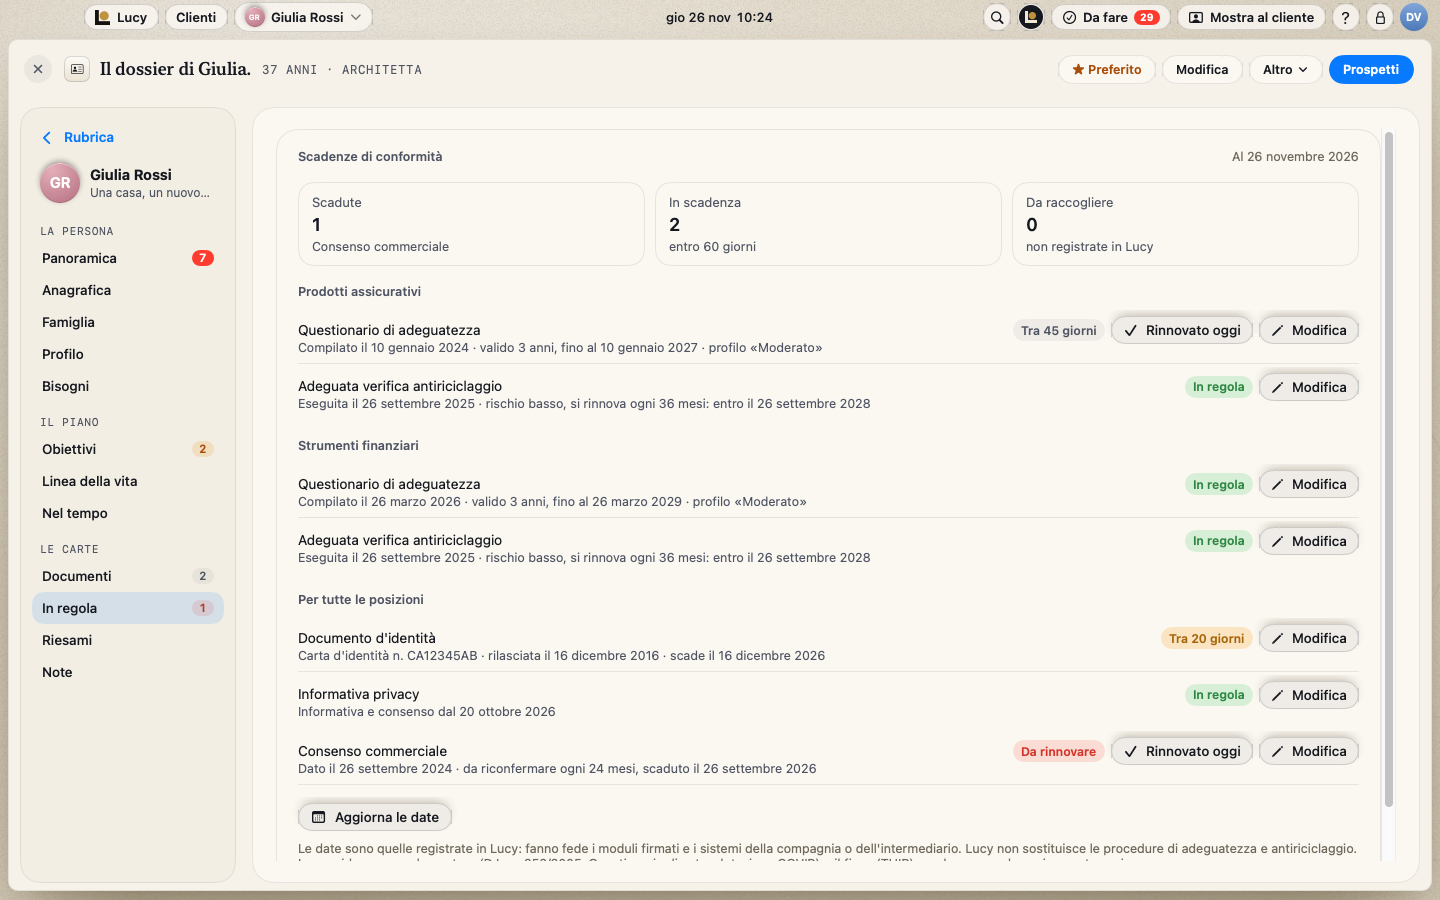 Lucy
Clienti
GR Giulia Rossi
gio 26 nov 10:24
Da fare 29
Mostra al cliente
?
DV
Il dossier di Giulia. 37 ANNI · ARCHITETTA
Preferito
Modifica
Altro
Prospetti
Rubrica
GR
Giulia Rossi
Una casa, un nuovo…
LA PERSONA
Panoramica 7
Anagrafica
Famiglia
Profilo
Bisogni
IL PIANO
Obiettivi 2
Linea della vita
Nel tempo
LE CARTE
Documenti 2
In regola 1
Riesami
Note
Scadenze di conformità
Al 26 novembre 2026
Scadute
1
Consenso commerciale
In scadenza
2
entro 60 giorni
Da raccogliere
0
non registrate in Lucy
Prodotti assicurativi
Questionario di adeguatezza
Tra 45 giorni
Rinnovato oggi
Modifica
Compilato il 10 gennaio 2024 · valido 3 anni, fino al 10 gennaio 2027 · profilo «Moderato»
Adeguata verifica antiriciclaggio
In regola
Modifica
Eseguita il 26 settembre 2025 · rischio basso, si rinnova ogni 36 mesi: entro il 26 settembre 2028
Strumenti finanziari
Questionario di adeguatezza
In regola
Modifica
Compilato il 26 marzo 2026 · valido 3 anni, fino al 26 marzo 2029 · profilo «Moderato»
Adeguata verifica antiriciclaggio
In regola
Modifica
Eseguita il 26 settembre 2025 · rischio basso, si rinnova ogni 36 mesi: entro il 26 settembre 2028
Per tutte le posizioni
Documento d'identità
Tra 20 giorni
Modifica
Carta d'identità n. CA12345AB · rilasciata il 16 dicembre 2016 · scade il 16 dicembre 2026
Informativa privacy
In regola
Modifica
Informativa e consenso dal 20 ottobre 2026
Consenso commerciale
Da rinnovare
Rinnovato oggi
Modifica
Dato il 26 settembre 2024 · da riconfermare ogni 24 mesi, scaduto il 26 settembre 2026
Aggiorna le date
Le date sono quelle registrate in Lucy: fanno fede i moduli firmati e i sistemi della compagnia o dell'intermediario. Lucy non sostituisce le procedure di adeguatezza e antiriciclaggio.